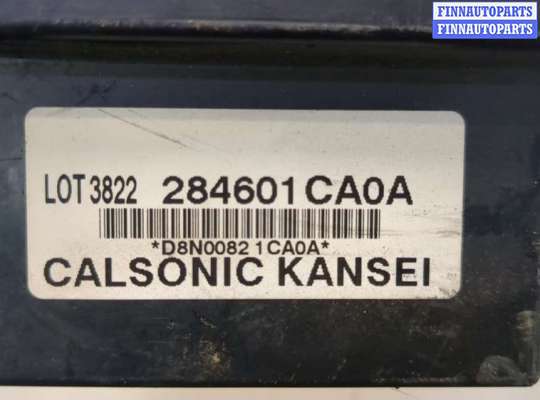 FINNAUTOPARTS
FINNAUTOPARTS
LOT 3822 284601CA0A
*D8N0082 1CA0A*
CALSONIC KANSEI